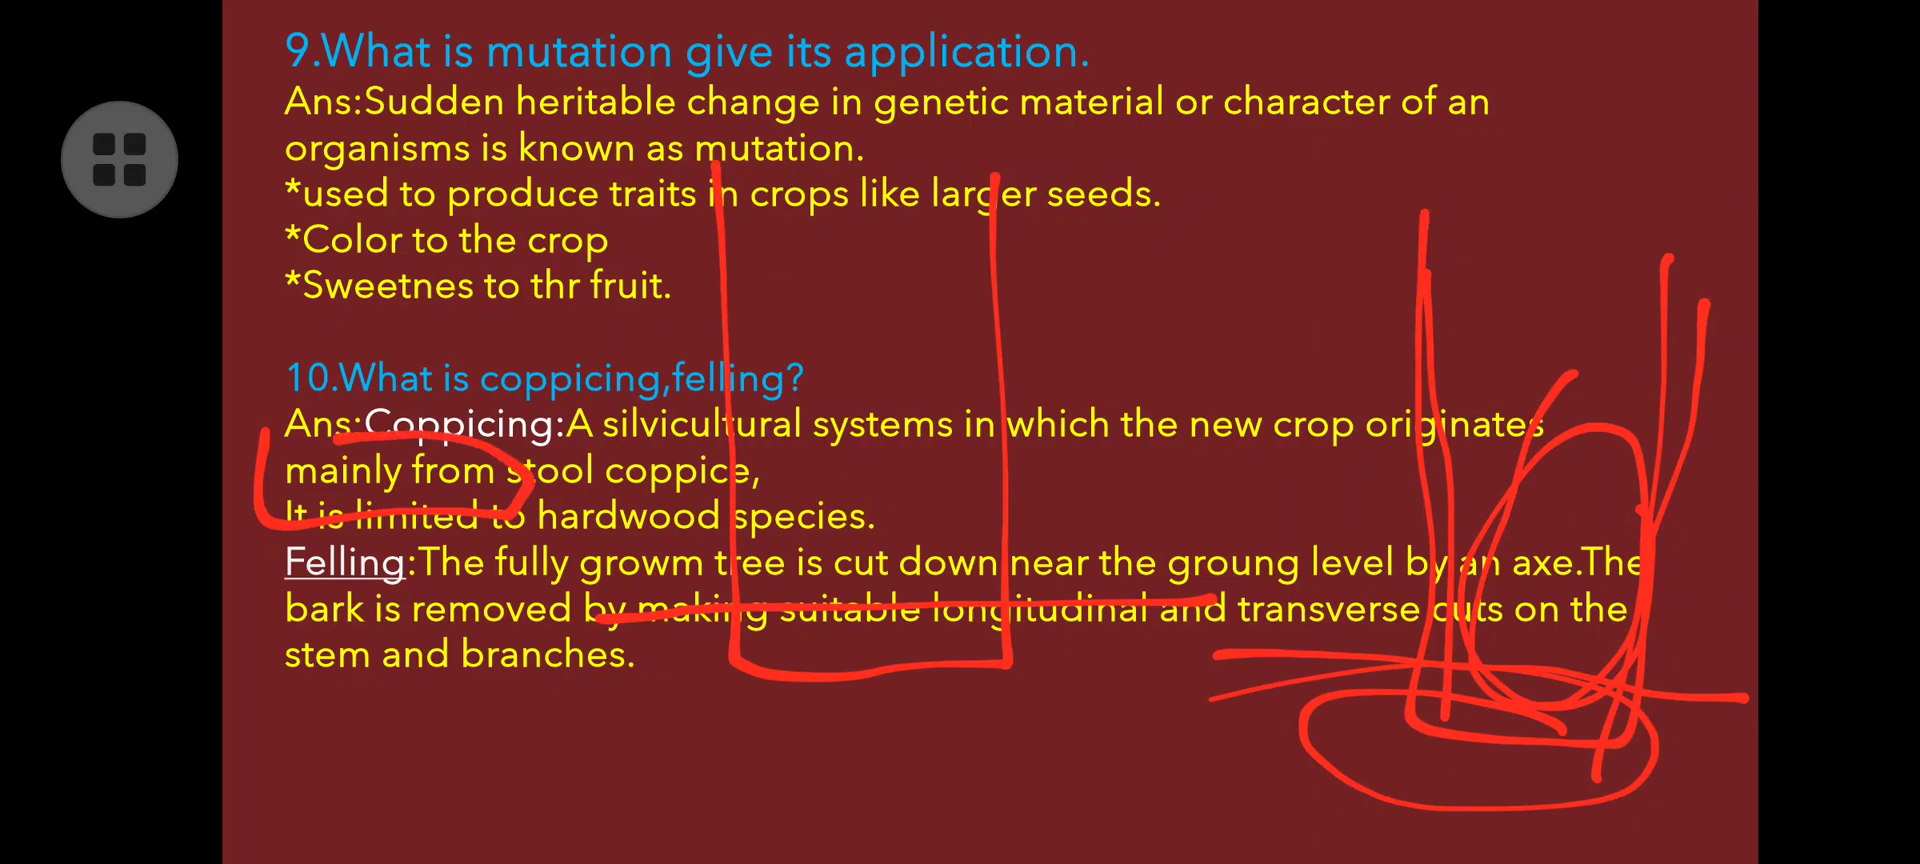 9.What is mutation give its application.
Ans:Sudden heritable change in genetic material or character of an
organisms is known as mutation.
*used to produce traits in crops like larger seeds.
*Color to the crop
*Sweetnes to thr fruit.
10.What is coppicing,felling?
Ans:Coppicing:A silvicultural systems in which the new crop originates
mainly from stool coppice,
It is limited to hardwood species.
Felling:The fully growm tree is cut down near the groung level by an axe.The
bark is removed by making suitable longitudinal and transverse cuts on the
stem and branches.